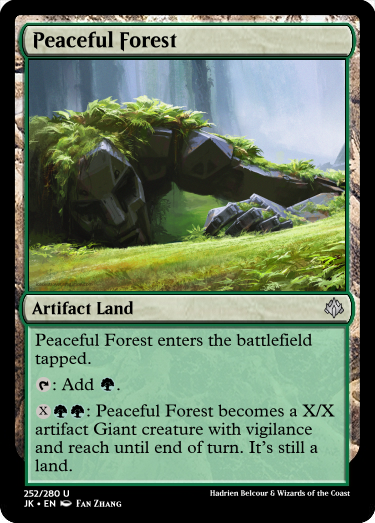 Peaceful Forest
Artifact Land
Peaceful Forest enters the battlefield
tapped.
: Add .
X : Peaceful Forest becomes a X/X
artifact Giant creature with vigilance
and reach until end of turn. It's still a
land.
252/280 U
JK • EN Fan Zhang
Hadrien Belcour & Wizards of the Coast